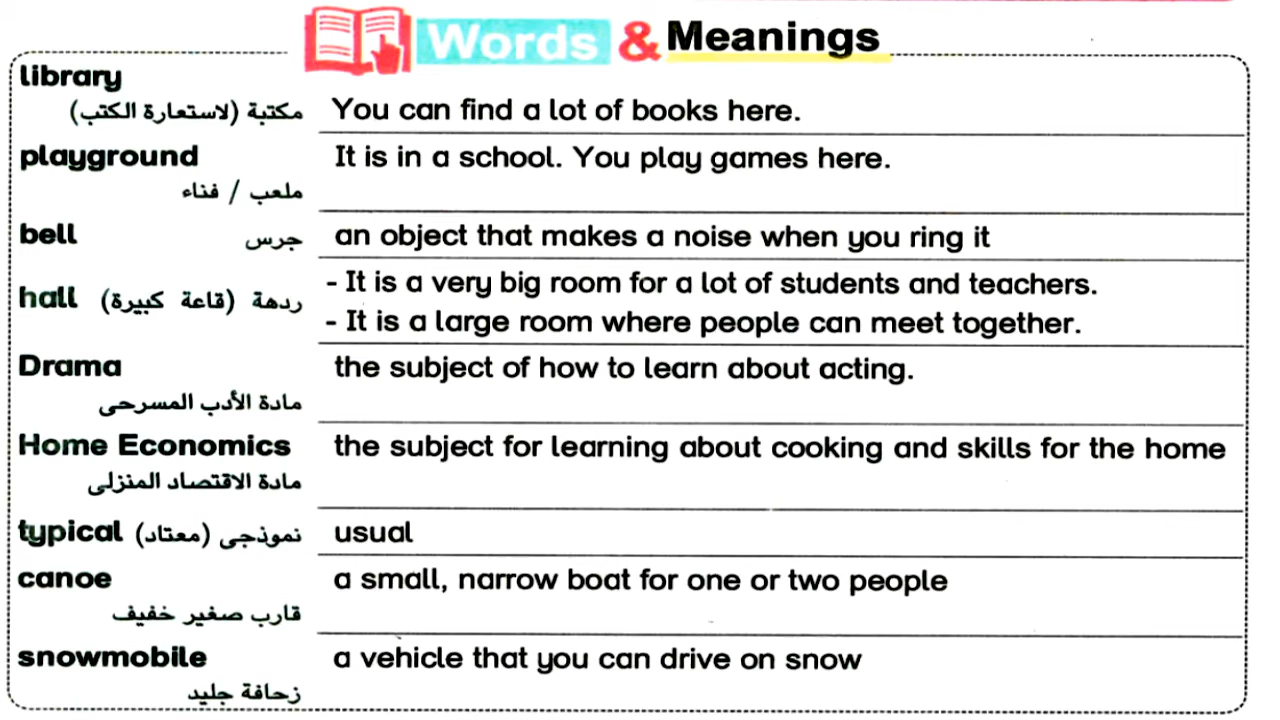 Words & Meanings
library
مكتبة (لاستعارة الكتب) You can find a lot of books here.
playground It is in a school. You play games here.
ملعب / فناء
bell جرس an object that makes a noise when you ring it
- It is a very big room for a lot of students and teachers.
hall ردهة (قاعة كبيرة)
- It is a large room where people can meet together.
Drama the subject of how to learn about acting.
مادة الأدب المسرحى
Home Economics the subject for learning about cooking and skills for the home
مادة الاقتصاد المنزلى
typical نموذجى (معتاد) usual
canoe a small, narrow boat for one or two people
قارب صغير خفيف
snowmobile a vehicle that you can drive on snow
زحافة جليد